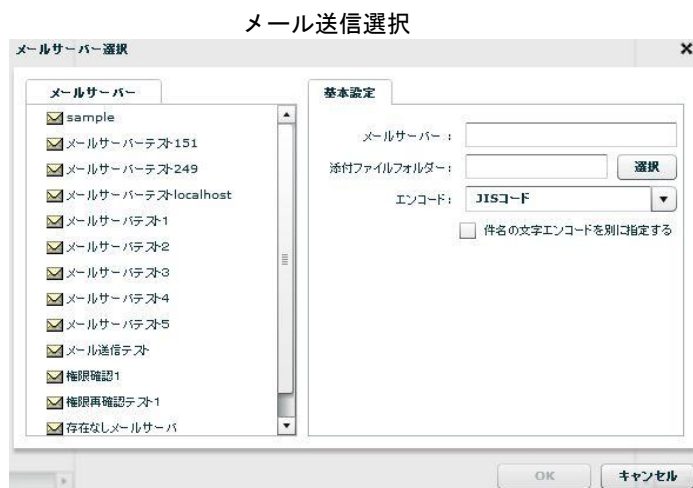 メール送信選択
メールサーバー選択
メールサーバー
sample
メールサーバーテスト151
メールサーバーテスト249
メールサーバーテストlocalhost
メールサーバテスト1
メールサーバテスト2
メールサーバテスト3
メールサーバテスト4
メールサーバテスト5
メール送信テスト
権限確認1
権限再確認テスト1
存在なしメールサーバ
基本設定
メールサーバー :
添付ファイルフォルダー : 選択
エンコード : JISコード
件名の文字エンコードを別に指定する
OK キャンセル